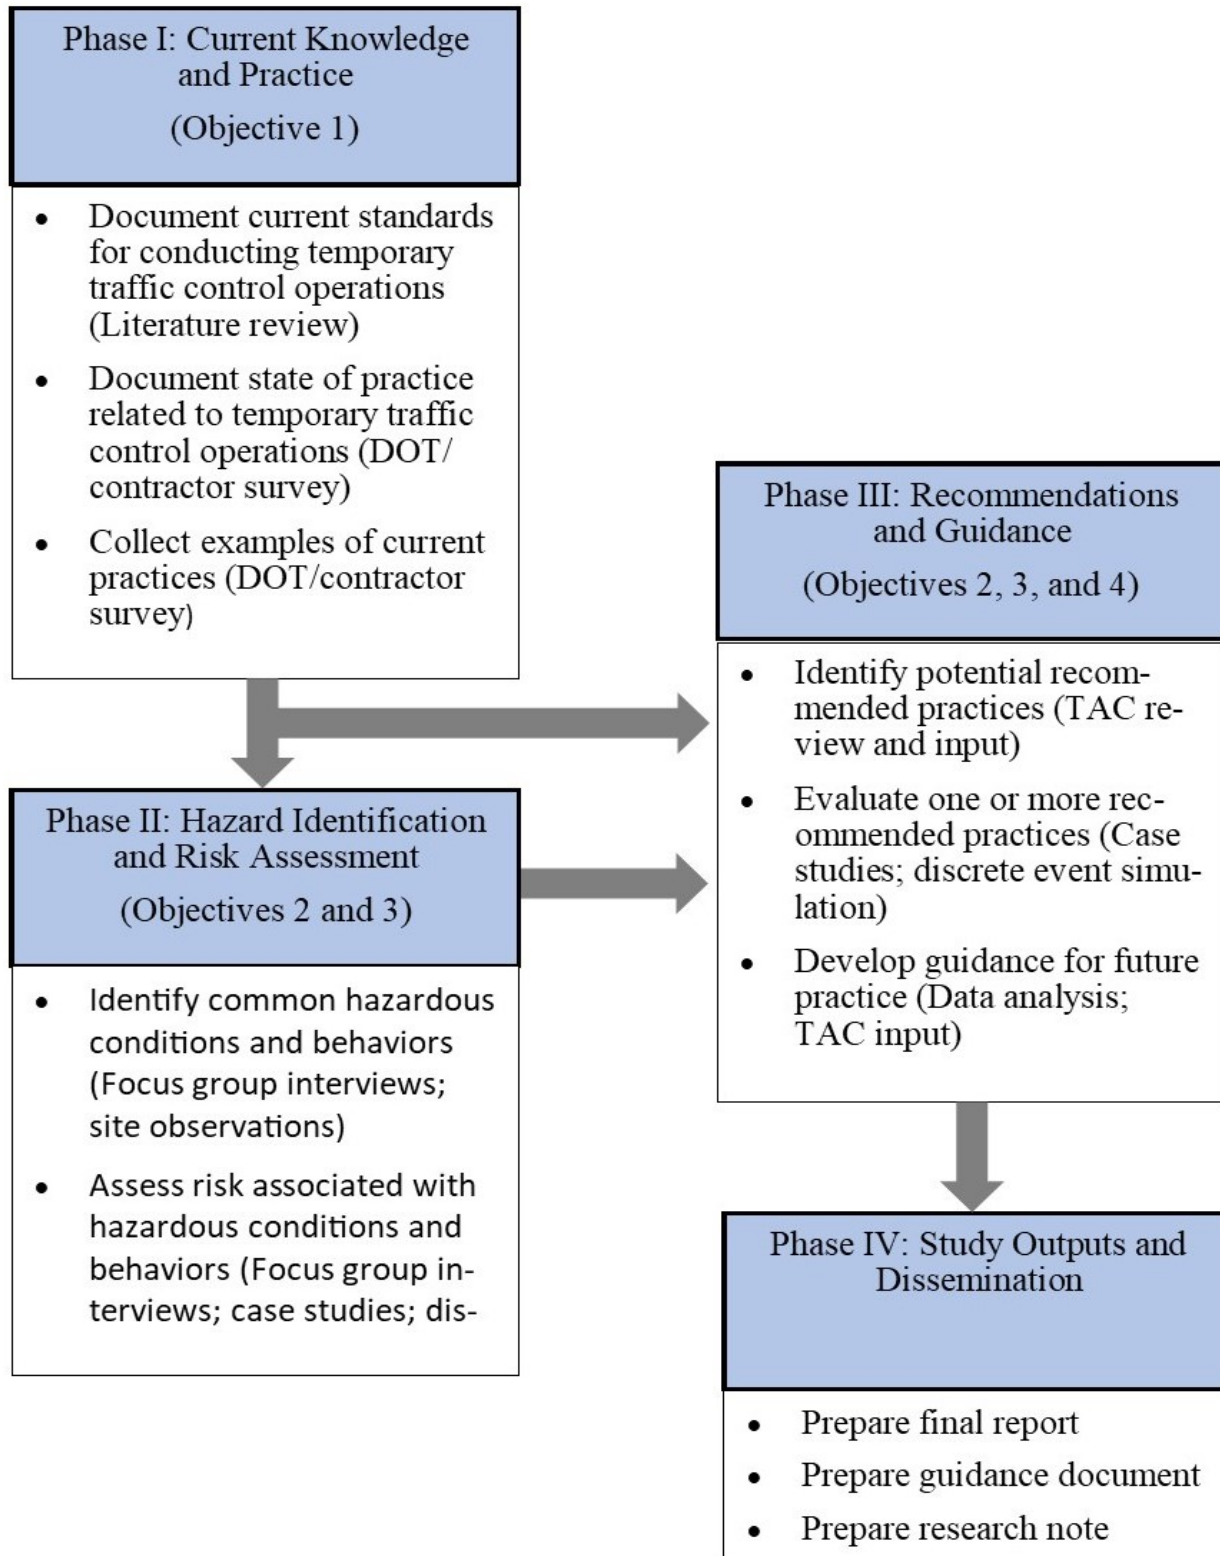 Phase I: Current Knowledge
and Practice
(Objective 1)
• Document current standards
for conducting temporary
traffic control operations
(Literature review)
• Document state of practice
related to temporary traffic
control operations (DOT/
contractor survey)
• Collect examples of current
practices (DOT/contractor
survey)
Phase II: Hazard Identification
and Risk Assessment
(Objectives 2 and 3)
• Identify common hazardous
conditions and behaviors
(Focus group interviews;
site observations)
• Assess risk associated with
hazardous conditions and
behaviors (Focus group in-
terviews; case studies; dis-
Phase III: Recommendations
and Guidance
(Objectives 2, 3, and 4)
• Identify potential recom-
mended practices (TAC re-
view and input)
• Evaluate one or more rec-
ommended practices (Case
studies; discrete event simu-
lation)
• Develop guidance for future
practice (Data analysis;
TAC input)
Phase IV: Study Outputs and
Dissemination
• Prepare final report
• Prepare guidance document
• Prepare research note